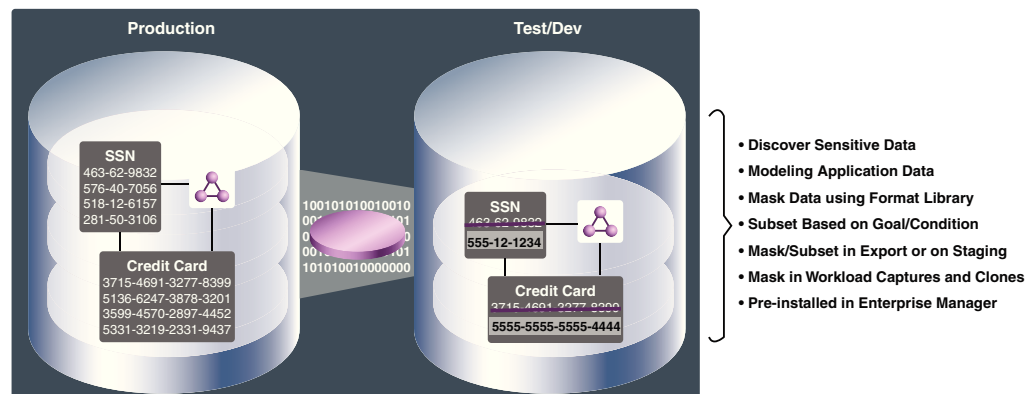 Production
SSN
463-62-9832
576-40-7056
518-12-6157
281-50-3106
Credit Card
3715-4691-3277-8399
5136-6247-3878-3201
3599-4570-2897-4452
5331-3219-2331-9437
100101010010010
101010010000000
Test/Dev
SSN
463-62-9832
555-12-1234
Credit Card
3715-4691-3277-8399
5555-5555-5555-4444
• Discover Sensitive Data
• Modeling Application Data
• Mask Data using Format Library
• Subset Based on Goal/Condition
• Mask/Subset in Export or on Staging
• Mask in Workload Captures and Clones
• Pre-installed in Enterprise Manager